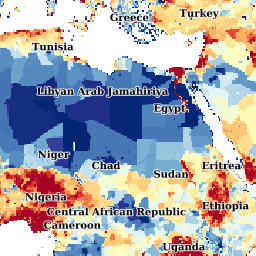 Greece
Turkey
Tunisia
Libyan Arab Jamahiriya
Egypt
Niger
Chad
Sudan
Eritrea
Nigeria
Ethiopia
Central African Republic
Cameroon
Uganda